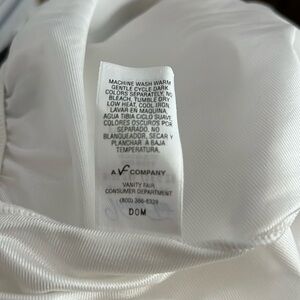 MACHINE WASH WARM
GENTLE CYCLE.DARK
COLORS SEPARATELY, NO
BLEACH, TUMBLE DRY
LOW HEAT, COOL IRON.
LAVAR EN MAQUINA
AGUA TIBIA CICLO SUAVE
COLORES OSCUROS POR
SEPARADO. NO
BLANQUEADOR, SECAR Y
PLANCHAR A BAJA
TEMPERATURA.
A VF COMPANY
VANITY FAIR
CONSUMER DEPARTMENT
(800) 366-8329
DOM